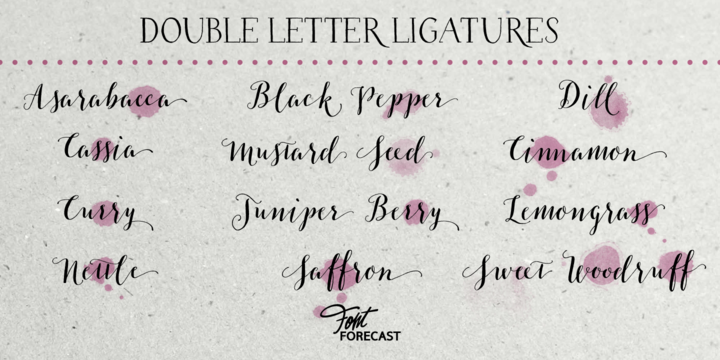 DOUBLE LETTER LIGATURES
Asarabacca Black Pepper Dill
Cassia Mustard Seed Cinnamon
Curry Juniper Berry Lemongrass
Nettle Saffron Sweet Woodruff
Font
FORECAST